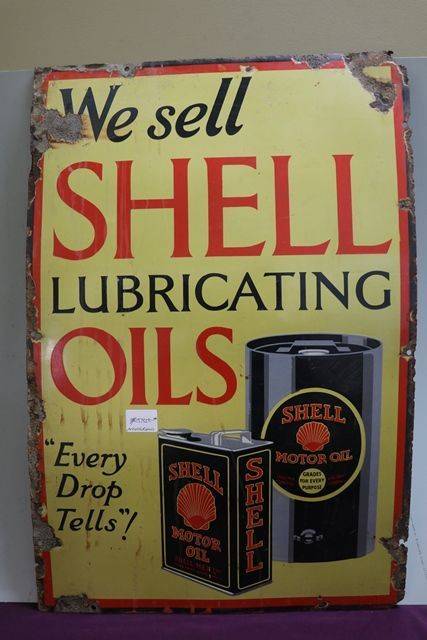 We sell
SHELL
LUBRICATING
OILS
"Every
Drop
Tells"!
SHELL
MOTOR OIL
GRADES
FOR EVERY
PURPOSE
SHELL
MOTOR
OIL
SHELL